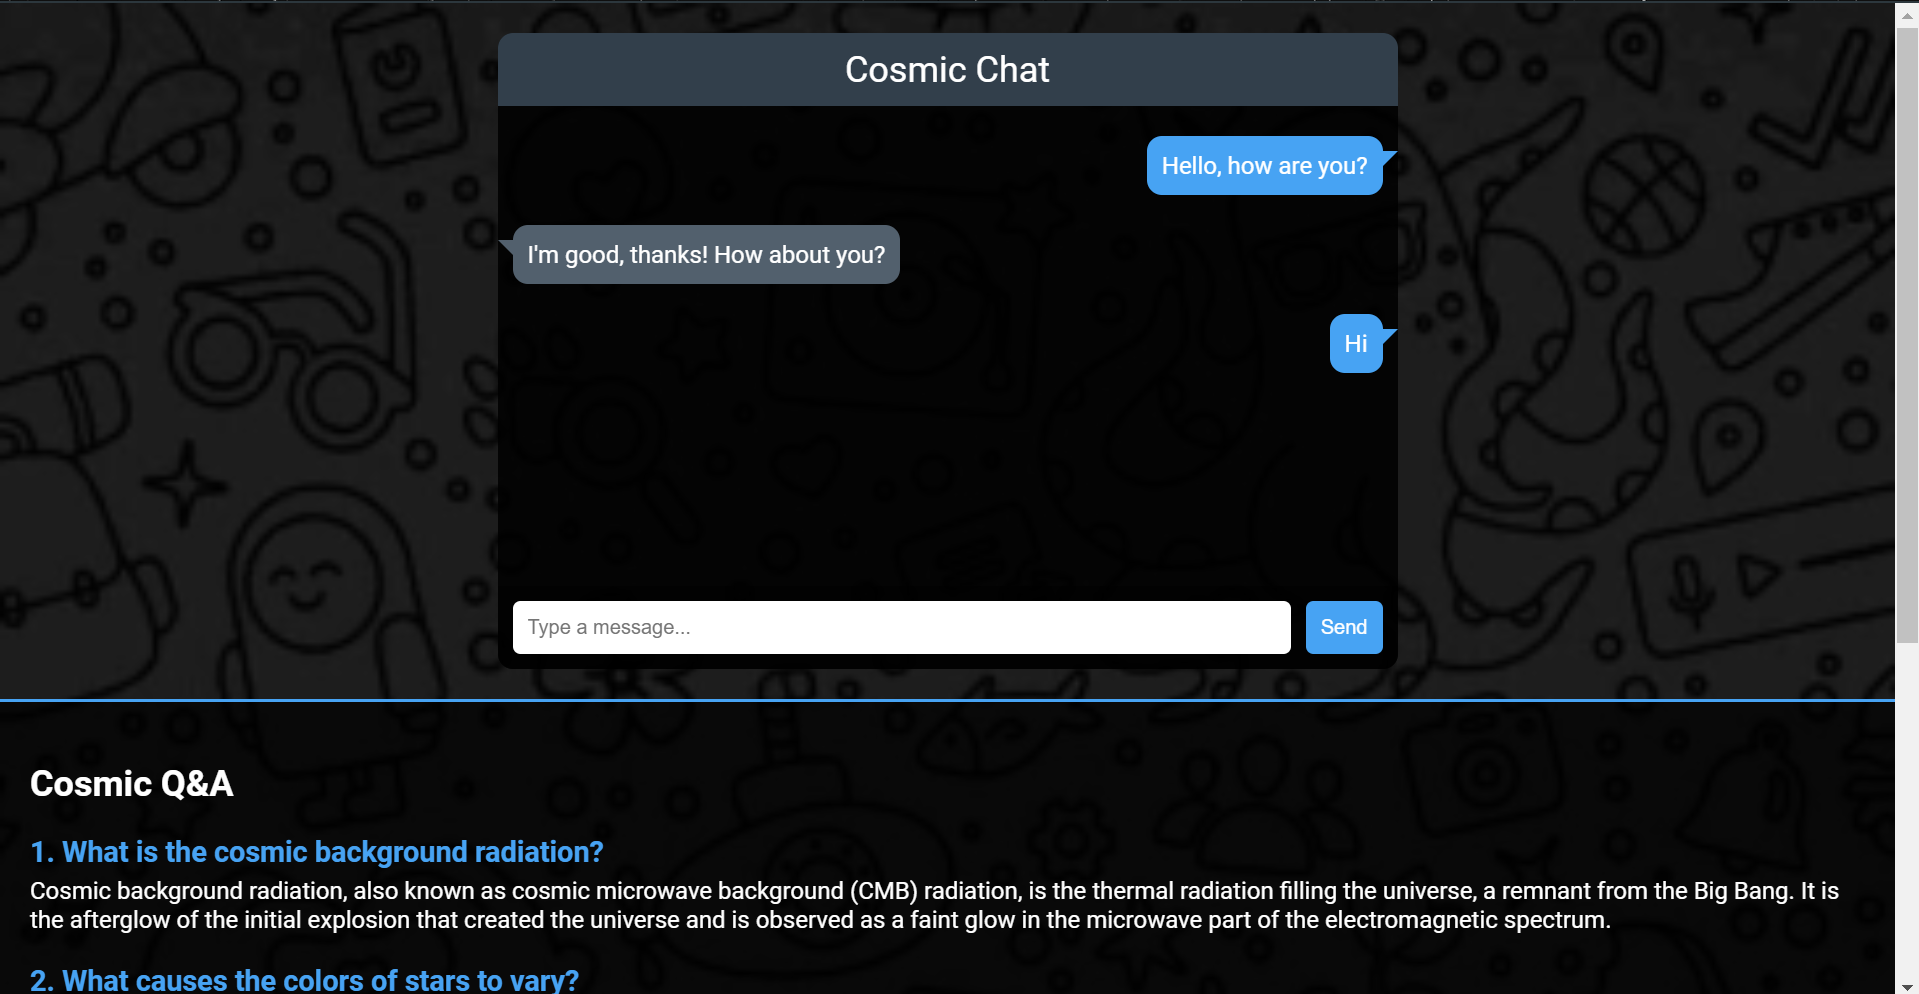 Cosmic Chat
Hello, how are you?
I'm good, thanks! How about you?
Hi
Type a message...
Send
Cosmic Q&A
1. What is the cosmic background radiation?
Cosmic background radiation, also known as cosmic microwave background (CMB) radiation, is the thermal radiation filling the universe, a remnant from the Big Bang. It is
the afterglow of the initial explosion that created the universe and is observed as a faint glow in the microwave part of the electromagnetic spectrum.
2. What causes the colors of stars to vary?